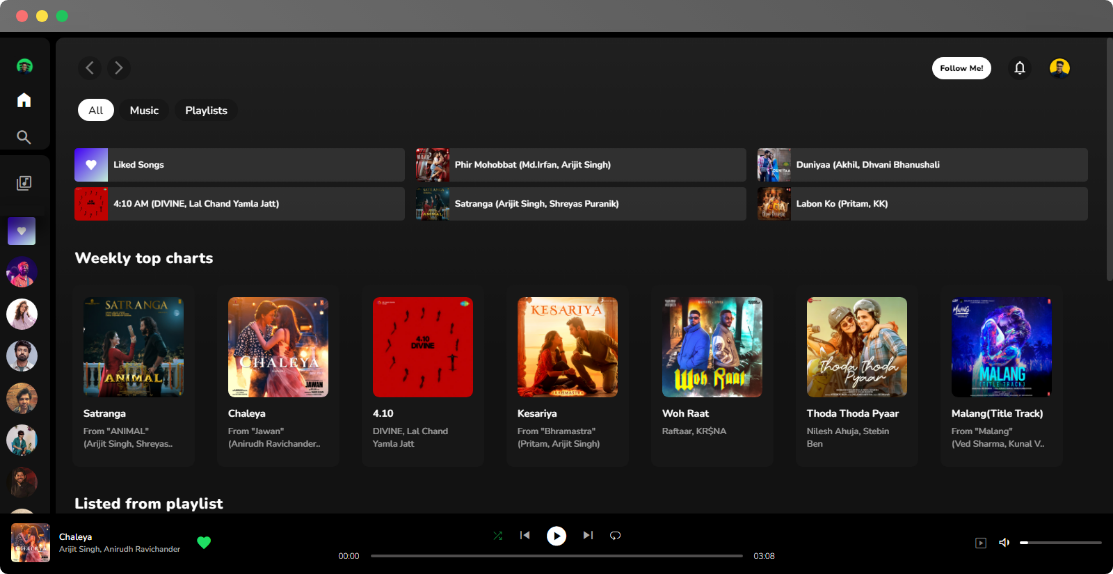 Follow Me!
All
Music
Playlists
Liked Songs
Phir Mohobbat (Md.Irfan, Arijit Singh)
Duniyaa (Akhil, Dhvani Bhanushali
4:10 AM (DIVINE, Lal Chand Yamla Jatt)
Satranga (Arijit Singh, Shreyas Puranik)
Labon Ko (Pritam, KK)
Weekly top charts
SATRANGA
ANIMAL
CHALEYA
JAWAN
4.10
DIVINE
KESARIYA
Woh Raat
Thoda Thoda
Pyaar
MALANG
(TITLE TRACK)
Satranga
From "ANIMAL"
(Arijit Singh, Shreyas..
Chaleya
From "Jawan"
(Anirudh Ravichander..
4.10
DIVINE, Lal Chand
Yamla Jatt
Kesariya
From "Bhramastra"
(Pritam, Arijit Singh)
Woh Raat
Raftaar, KR$NA
Thoda Thoda Pyaar
Nilesh Ahuja, Stebin
Ben
Malang(Title Track)
From "Malang"
(Ved Sharma, Kunal V..
Listed from playlist
Chaleya
Arijit Singh, Anirudh Ravichander
00:00
03:08